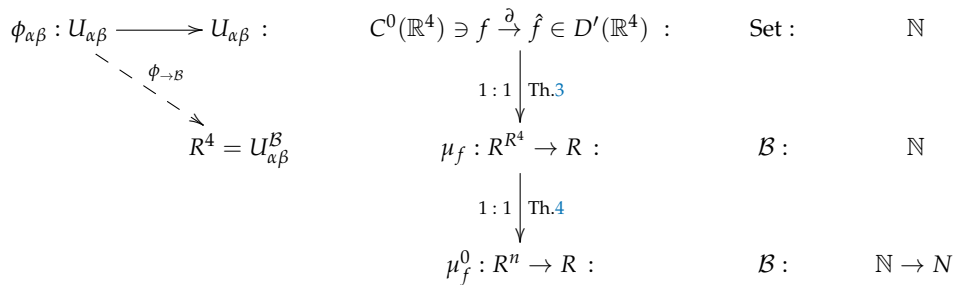 ϕ_{αβ} : U_{αβ} ⟶ U_{αβ} : C^0(ℝ^4) ∋ f →^∂ f̂ ∈ D′(ℝ^4) : Set : ℕ
ϕ_{→ℬ}
1 : 1 Th.3
R^4 = U^ℬ_{αβ} μ_f : R^{R^4} → R : ℬ : ℕ
1 : 1 Th.4
μ^0_f : R^n → R : ℬ : ℕ → N